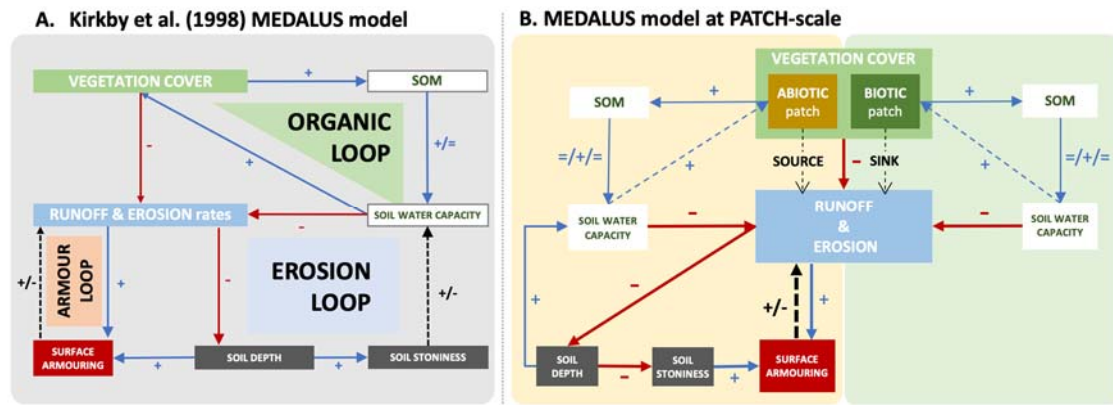 A. Kirkby et al. (1998) MEDALUS model
VEGETATION COVER
+
SOM
-
ORGANIC
LOOP
+
+/=
RUNOFF & EROSION rates
-
SOIL WATER CAPACITY
+/-
ARMOUR
LOOP
+
-
EROSION
LOOP
+/-
SURFACE
ARMOURING
+
SOIL DEPTH
+
SOIL STONINESS
B. MEDALUS model at PATCH-scale
VEGETATION COVER
SOM
+
ABIOTIC
patch
BIOTIC
patch
+
SOM
=/+/=
+
SOURCE
-
SINK
+
=/+/=
SOIL WATER
CAPACITY
-
RUNOFF
&
EROSION
-
SOIL WATER
CAPACITY
+
-
+/-
+
SOIL
DEPTH
-
SOIL
STONINESS
+
SURFACE
ARMOURING